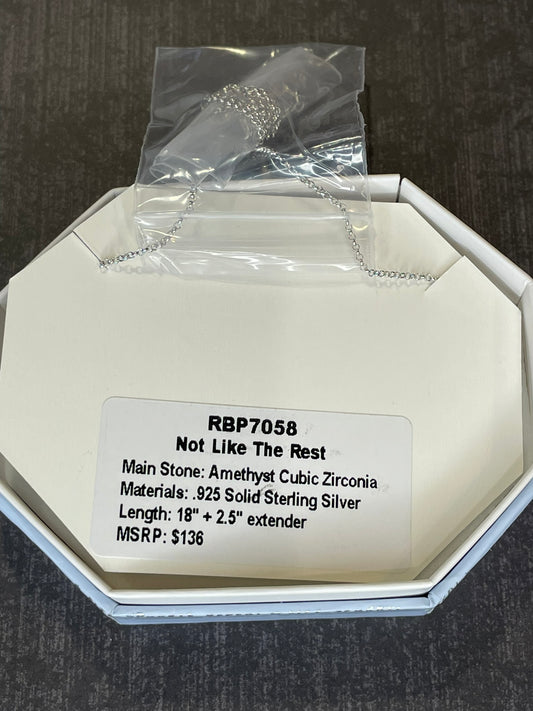 RBP7058
Not Like The Rest
Main Stone: Amethyst Cubic Zirconia
Materials: .925 Solid Sterling Silver
Length: 18" + 2.5" extender
MSRP: $136